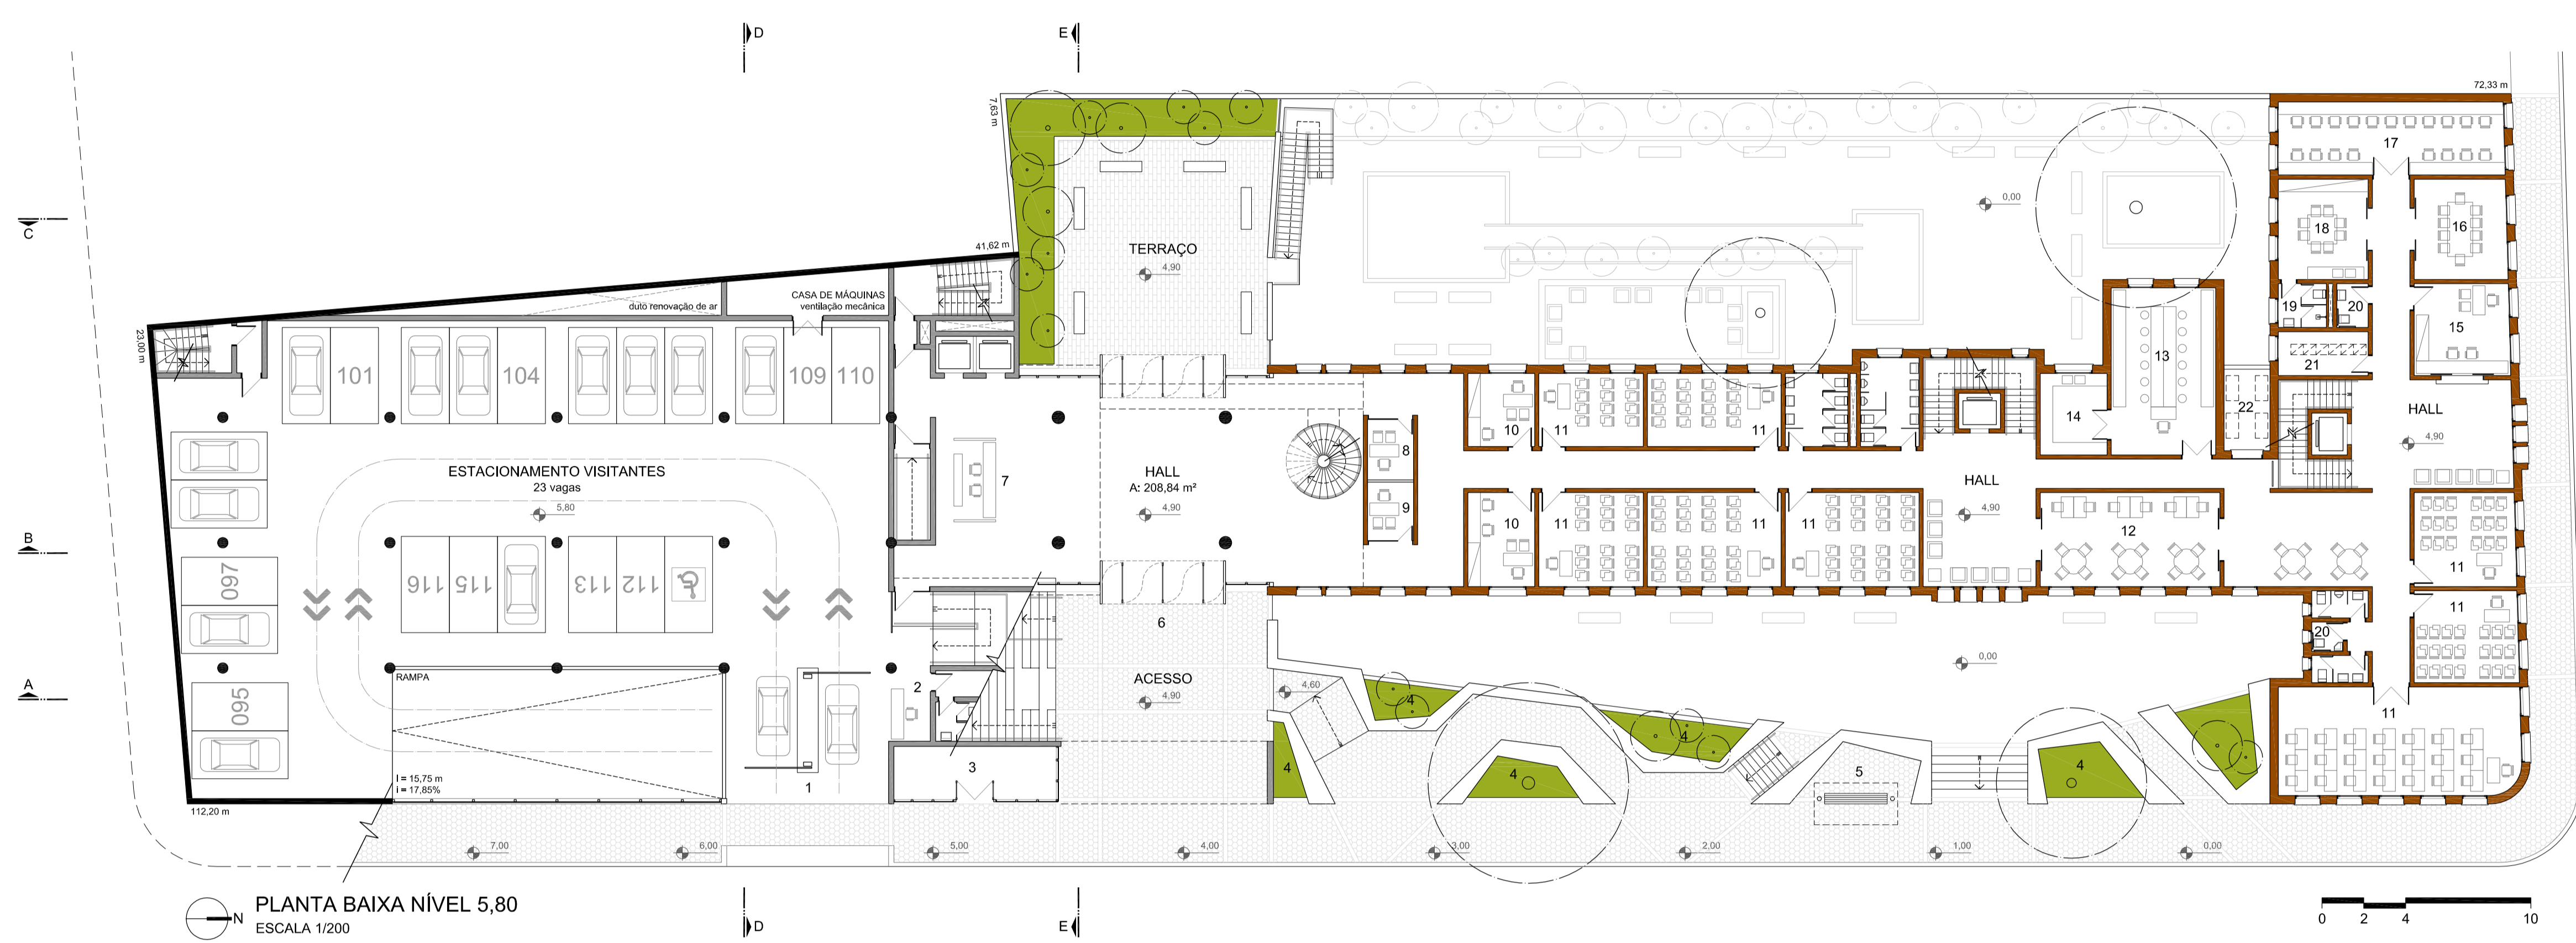 D
E
72,33 m
7,63 m
17
0,00
C
18
16
TERRAÇO
4,90
41,62 m
CASA DE MÁQUINAS
ventilação mecânica
duto renovação de ar
19
20
15
23,00 m
13
21
101
104
109
110
14
22
HALL
4,90
10
11
11
8
ESTACIONAMENTO VISITANTES
23 vagas
5,80
7
HALL
A: 208,84 m²
4,90
9
HALL
4,90
10
11
11
11
12
B
097
116
115
113
112
11
6
11
20
0,00
A
095
RAMPA
2
ACESSO
4,90
4,60
4
4
11
l = 15,75 m
i = 17,85%
1
3
4
4
5
4
112,20 m
7,00
6,00
5,00
4,00
3,00
2,00
1,00
0,00
N
PLANTA BAIXA NÍVEL 5,80
ESCALA 1/200
D
E
0
2
4
10